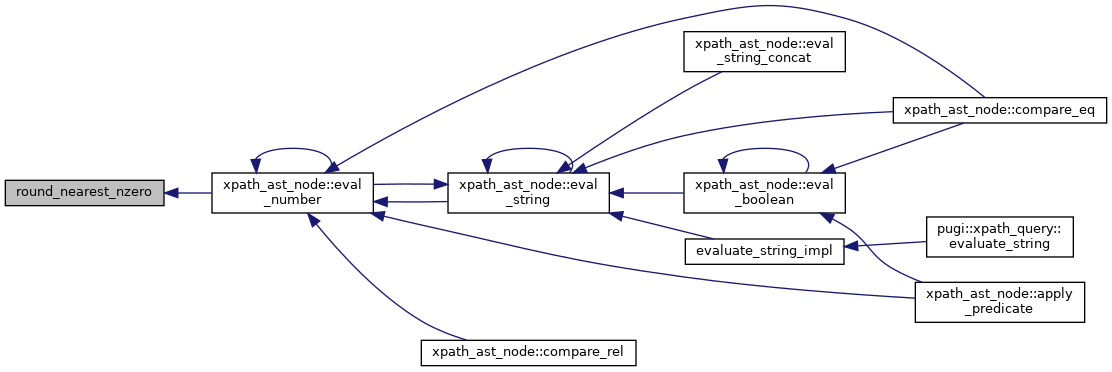 xpath_ast_node::eval
_string_concat
xpath_ast_node::compare_eq
round_nearest_nzero
xpath_ast_node::eval
_number
xpath_ast_node::eval
_string
xpath_ast_node::eval
_boolean
evaluate_string_impl
pugi::xpath_query::
evaluate_string
xpath_ast_node::apply
_predicate
xpath_ast_node::compare_rel